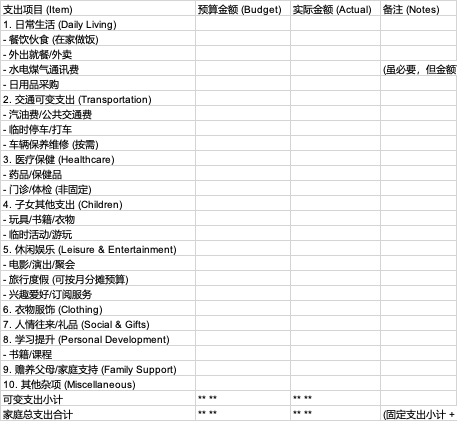 支出项目 (Item) 预算金额 (Budget) 实际金额 (Actual) 备注 (Notes)
1. 日常生活 (Daily Living)
- 餐饮伙食 (在家做饭)
- 外出就餐/外卖
- 水电煤气通讯费 (虽必要，但金额
- 日用品采购
2. 交通可变支出 (Transportation)
- 汽油费/公共交通费
- 临时停车/打车
- 车辆保养维修 (按需)
3. 医疗保健 (Healthcare)
- 药品/保健品
- 门诊/体检 (非固定)
4. 子女其他支出 (Children)
- 玩具/书籍/衣物
- 临时活动/游玩
5. 休闲娱乐 (Leisure & Entertainment)
- 电影/演出/聚会
- 旅行度假 (可按月分摊预算)
- 兴趣爱好/订阅服务
6. 衣物服饰 (Clothing)
7. 人情往来/礼品 (Social & Gifts)
8. 学习提升 (Personal Development)
- 书籍/课程
9. 赡养父母/家庭支持 (Family Support)
10. 其他杂项 (Miscellaneous)
可变支出小计 ** ** ** **
家庭总支出合计 ** ** ** ** (固定支出小计 +